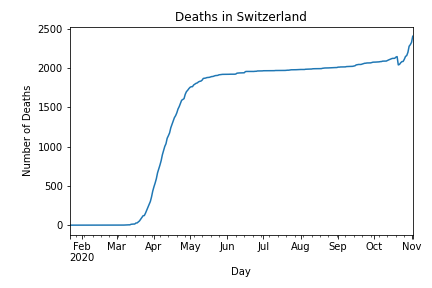 Deaths in Switzerland
Number of Deaths
2500
2000
1500
1000
500
0
Feb Mar Apr May Jun Jul Aug Sep Oct Nov
2020
Day